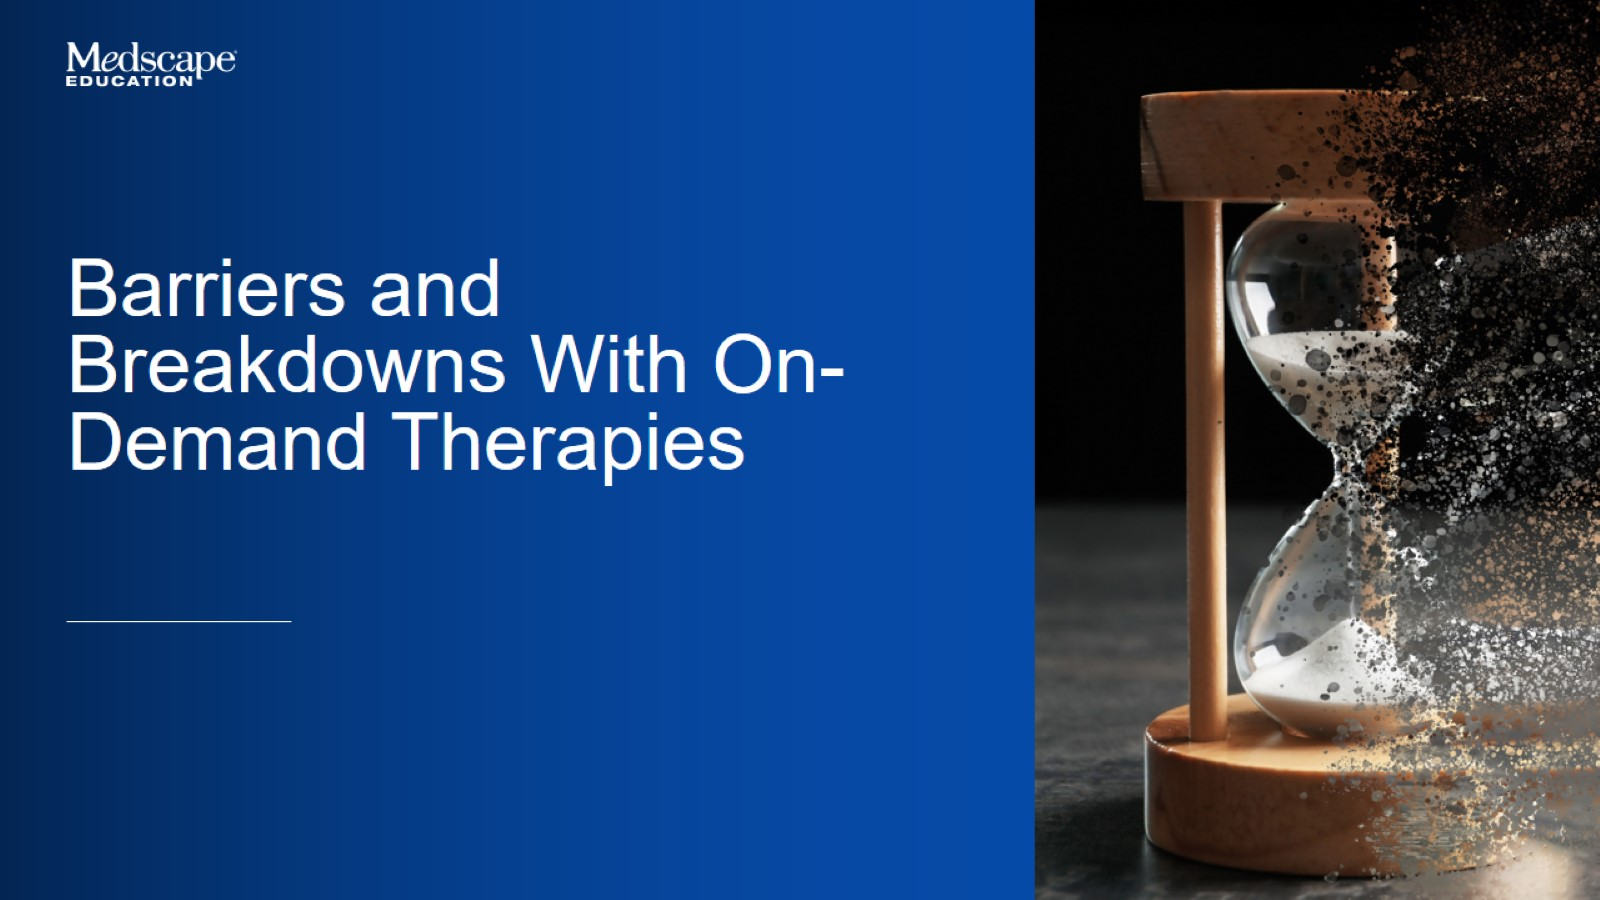 Medscape
EDUCATION
Barriers and
Breakdowns With On-
Demand Therapies